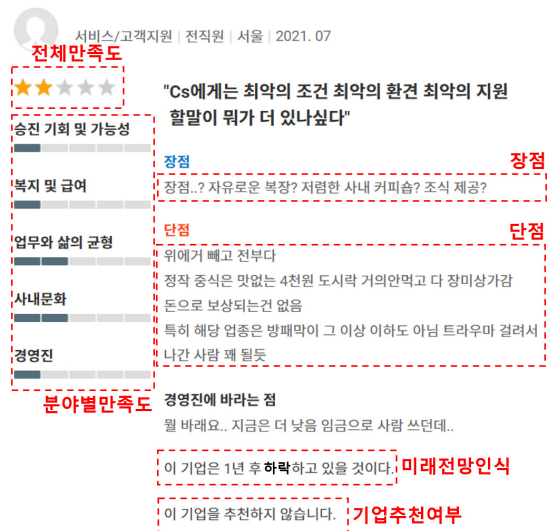 서비스/고객지원 | 전직원 | 서울 | 2021. 07
전체만족도
"Cs에게는 최악의 조건 최악의 환견 최악의 지원
할말이 뭐가 더 있나싶다"
승진 기회 및 가능성
복지 및 급여
업무와 삶의 균형
사내문화
경영진
분야별만족도
장점
장점
장점..? 자유로운 복장? 저렴한 사내 커피숍? 조식 제공?
단점
단점
위에거 빼고 전부다
정작 중식은 맛없는 4천원 도시락 거의안먹고 다 장미상가감
돈으로 보상되는건 없음
특히 해당 업종은 방패막이 그 이상 이하도 아님 트라우마 걸려서
나간 사람 꽤 될듯
경영진에 바라는 점
뭘 바래요.. 지금은 더 낮음 임금으로 사람 쓰던데..
이 기업은 1년 후 하락하고 있을 것이다.
미래전망인식
이 기업을 추천하지 않습니다.
기업추천여부